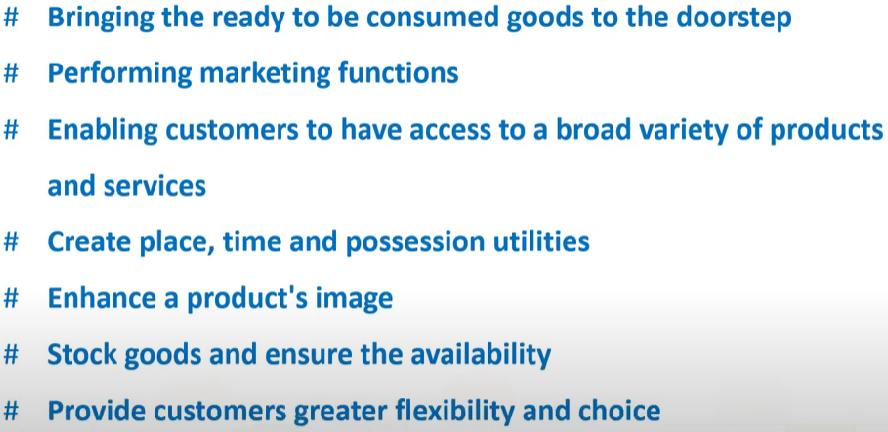 # Bringing the ready to be consumed goods to the doorstep
# Performing marketing functions
# Enabling customers to have access to a broad variety of products
and services
# Create place, time and possession utilities
# Enhance a product's image
# Stock goods and ensure the availability
# Provide customers greater flexibility and choice